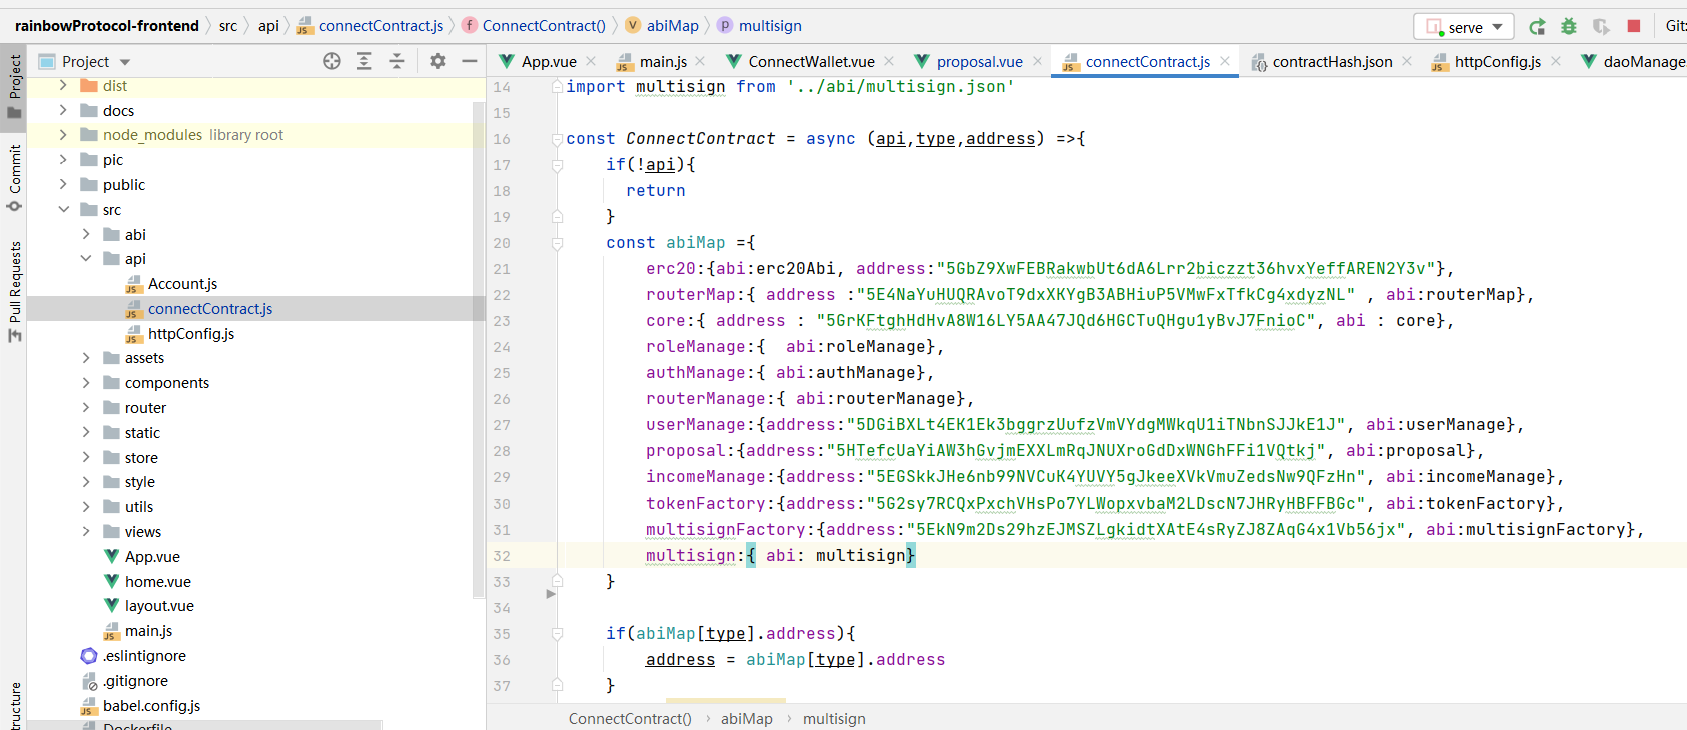 rainbowProtocol-frontend src api connectContract.js ConnectContract() abiMap multisign serve Git:
Project App.vue main.js ConnectWallet.vue proposal.vue connectContract.js contractHash.json httpConfig.js daoManage
Project
Commit
Pull Requests
dist
docs
node_modules library root
pic
public
src
abi
api
Account.js
connectContract.js
httpConfig.js
assets
components
router
static
store
style
utils
views
App.vue
home.vue
layout.vue
main.js
.eslintignore
.gitignore
babel.config.js
Dockerfile
14 import multisign from '../abi/multisign.json'
15
16 const ConnectContract = async (api,type,address) =>{
17 if(!api){
18 return
19 }
20 const abiMap ={
21 erc20:{abi:erc20Abi, address:"5GbZ9XwFEBRakwbUt6dA6Lrr2biczzt36hvxYeffAREN2Y3v"},
22 routerMap:{ address :"5E4NaYuHUQRAvoT9dxXKYgB3ABHiuP5VMwFxTfkCg4xdyzNL" , abi:routerMap},
23 core:{ address : "5GrKFtghHdHvA8W16LY5AA47JQd6HGCTuQHgu1yBvJ7FnioC", abi : core},
24 roleManage:{  abi:roleManage},
25 authManage:{ abi:authManage},
26 routerManage:{ abi:routerManage},
27 userManage:{address:"5DGiBXLt4EK1Ek3bggrzUufzVmVYdgMWkqU1iTNbnSJJkE1J", abi:userManage},
28 proposal:{address:"5HTefcUaYiAW3hGvjmEXXLmRqJNUXroGdDxWNGhFFi1VQtkj", abi:proposal},
29 incomeManage:{address:"5EGSkkJHe6nb99NVCuK4YUVY5gJkeeXVkVmuZedsNw9QFzHn", abi:incomeManage},
30 tokenFactory:{address:"5G2sy7RCQxPxchVHsPo7YLWopxvbaM2LDscN7JHRyHBFFBGc", abi:tokenFactory},
31 multisignFactory:{address:"5EkN9m2Ds29hzEJMSZLgkidtXAtE4sRyZJ8ZAqG4x1Vb56jx", abi:multisignFactory},
32 multisign:{ abi: multisign}
33 }
34
35 if(abiMap[type].address){
36 address = abiMap[type].address
37 }
ConnectContract() abiMap multisign